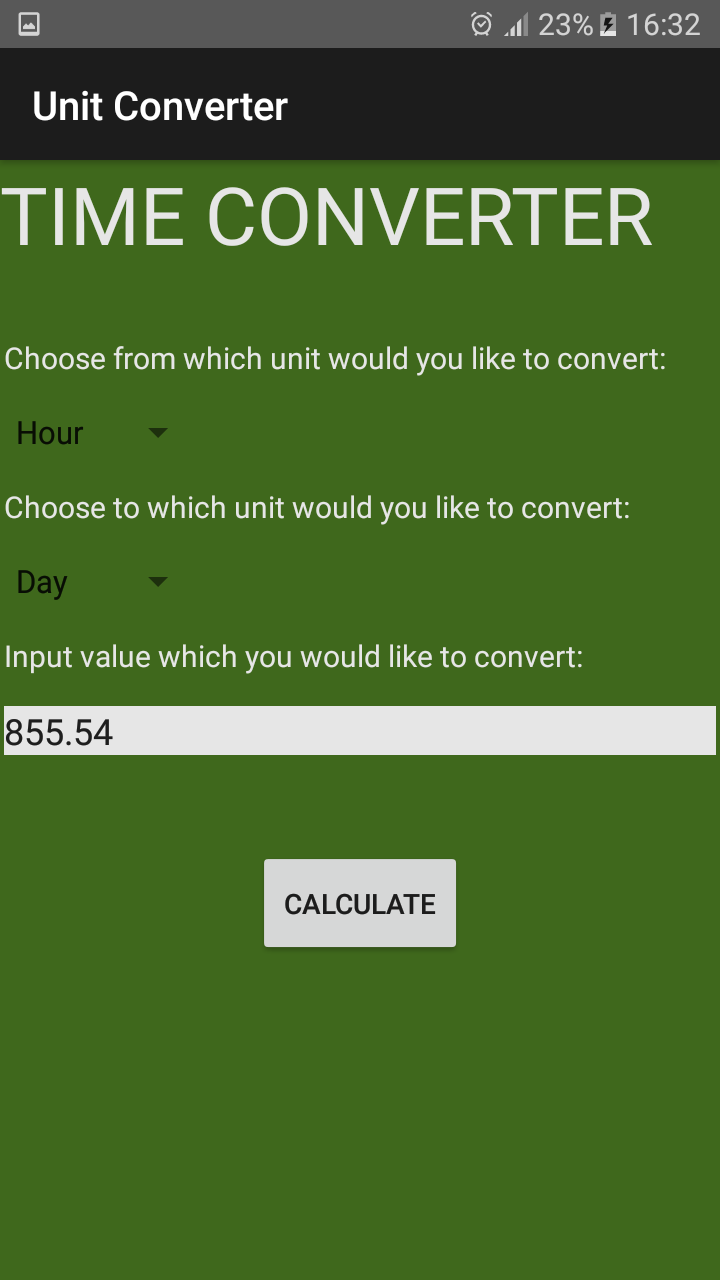 23% 16:32
Unit Converter
TIME CONVERTER
Choose from which unit would you like to convert:
Hour
Choose to which unit would you like to convert:
Day
Input value which you would like to convert:
855.54
CALCULATE